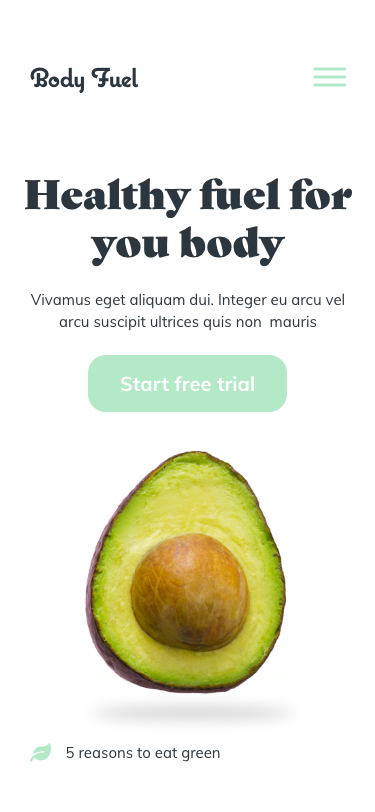 Body Fuel
Healthy fuel for
you body
Vivamus eget aliquam dui. Integer eu arcu vel
arcu suscipit ultrices quis non  mauris
Start free trial
5 reasons to eat green